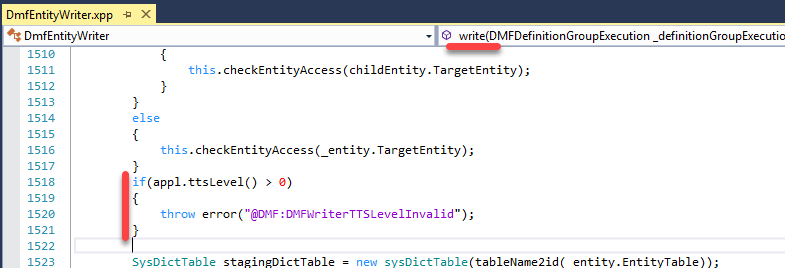 DmfEntityWriter.xpp
DmfEntityWriter
write(DMFDefinitionGroupExecution _definitionGroupExecution
1510 {
1511 this.checkEntityAccess(childEntity.TargetEntity);
1512 }
1513 }
1514 else
1515 {
1516 this.checkEntityAccess(_entity.TargetEntity);
1517 }
1518 if(appl.ttsLevel() > 0)
1519 {
1520 throw error("@DMF:DMFWriterTTSLevelInvalid");
1521 }
1522
1523 SysDictTable stagingDictTable = new sysDictTable(tableName2id(_entity.EntityTable));